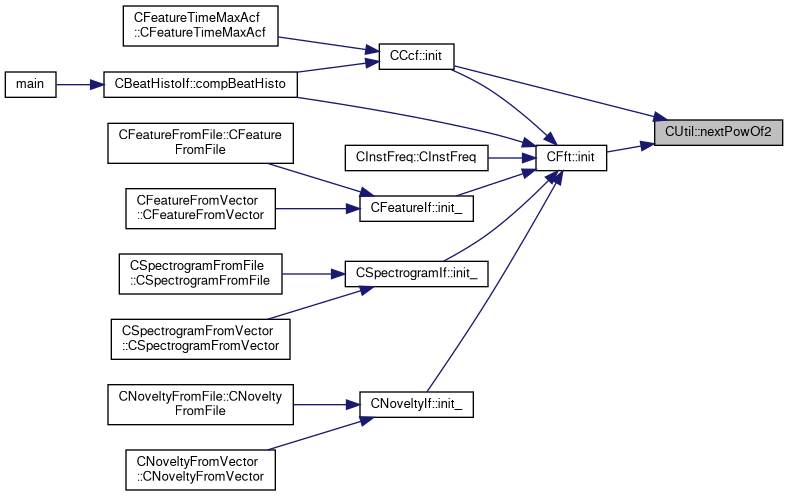 CFeatureTimeMaxAcf
::CFeatureTimeMaxAcf
CCcf::init
main
CBeatHistoIf::compBeatHisto
CUtil::nextPowOf2
CFeatureFromFile::CFeature
FromFile
CInstFreq::CInstFreq
CFft::init
CFeatureFromVector
::CFeatureFromVector
CFeatureIf::init_
CSpectrogramFromFile
::CSpectrogramFromFile
CSpectrogramIf::init_
CSpectrogramFromVector
::CSpectrogramFromVector
CNoveltyFromFile::CNovelty
FromFile
CNoveltyIf::init_
CNoveltyFromVector
::CNoveltyFromVector